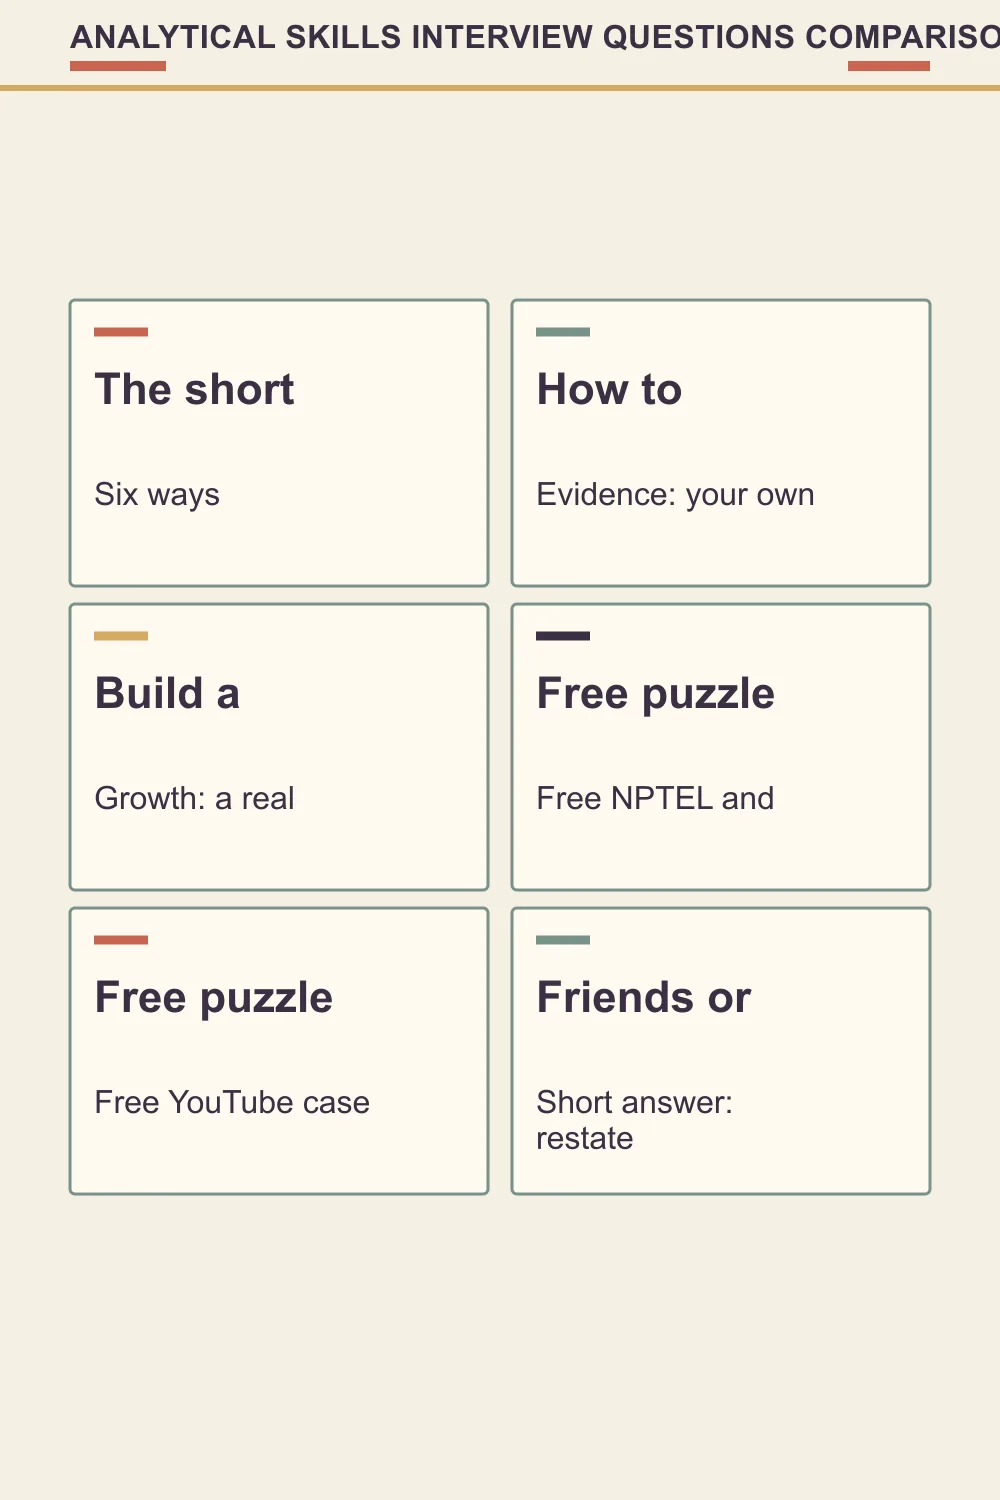 ANALYTICAL SKILLS INTERVIEW QUESTIONS COMPARISO
The short
Six ways
How to
Evidence: your own
Build a
Growth: a real
Free puzzle
Free NPTEL and
Free puzzle
Free YouTube case
Friends or
Short answer:
restate